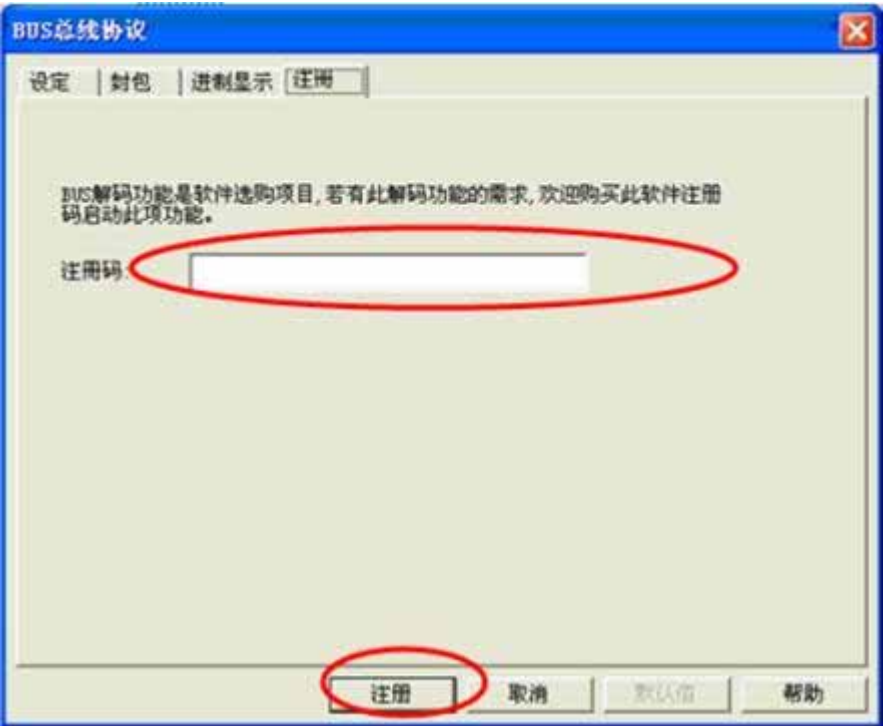 BUS总线协议
设定 封包 进制显示 注册
BUS解码功能是软件选购项目,若有此解码功能的需求,欢迎购买此软件注册
码启动此项功能。
注册码:
注册 取消 默认值 帮助